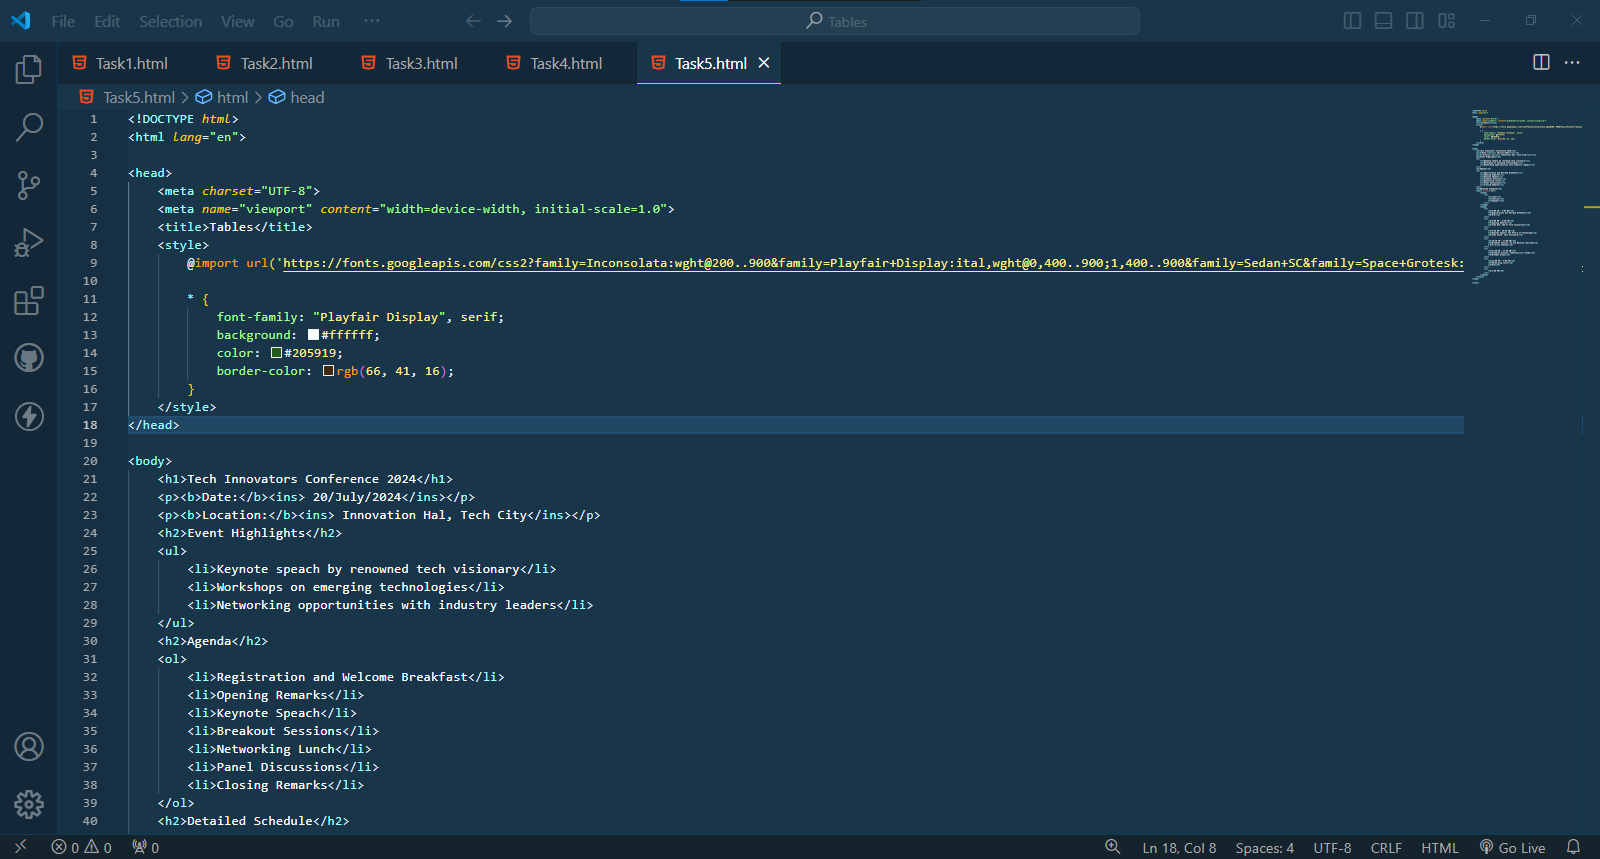 File Edit Selection View Go Run ··· Tables
Task1.html Task2.html Task3.html Task4.html Task5.html
Task5.html > html > head
1 <!DOCTYPE html>
2 <html lang="en">
3
4 <head>
5 <meta charset="UTF-8">
6 <meta name="viewport" content="width=device-width, initial-scale=1.0">
7 <title>Tables</title>
8 <style>
9 @import url('https://fonts.googleapis.com/css2?family=Inconsolata:wght@200..900&family=Playfair+Display:ital,wght@0,400..900;1,400..900&family=Sedan+SC&family=Space+Grotesk:
10
11 * {
12 font-family: "Playfair Display", serif;
13 background: #ffffff;
14 color: #205919;
15 border-color: rgb(66, 41, 16);
16 }
17 </style>
18 </head>
19
20 <body>
21 <h1>Tech Innovators Conference 2024</h1>
22 <p><b>Date:</b><ins> 20/July/2024</ins></p>
23 <p><b>Location:</b><ins> Innovation Hal, Tech City</ins></p>
24 <h2>Event Highlights</h2>
25 <ul>
26 <li>Keynote speach by renowned tech visionary</li>
27 <li>Workshops on emerging technologies</li>
28 <li>Networking opportunities with industry leaders</li>
29 </ul>
30 <h2>Agenda</h2>
31 <ol>
32 <li>Registration and Welcome Breakfast</li>
33 <li>Opening Remarks</li>
34 <li>Keynote Speach</li>
35 <li>Breakout Sessions</li>
36 <li>Networking Lunch</li>
37 <li>Panel Discussions</li>
38 <li>Closing Remarks</li>
39 </ol>
40 <h2>Detailed Schedule</h2>
0 0 0 Ln 18, Col 8 Spaces: 4 UTF-8 CRLF HTML Go Live